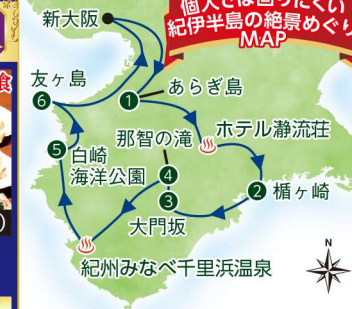 個人では回りにくい
紀伊半島の絶景めぐり
MAP
新大阪
友ヶ島
6
1
あらぎ島
那智の滝
ホテル瀞流荘
5
白崎
海洋公園
4
3
大門坂
2
楯ヶ崎
紀州みなべ千里浜温泉
N
食